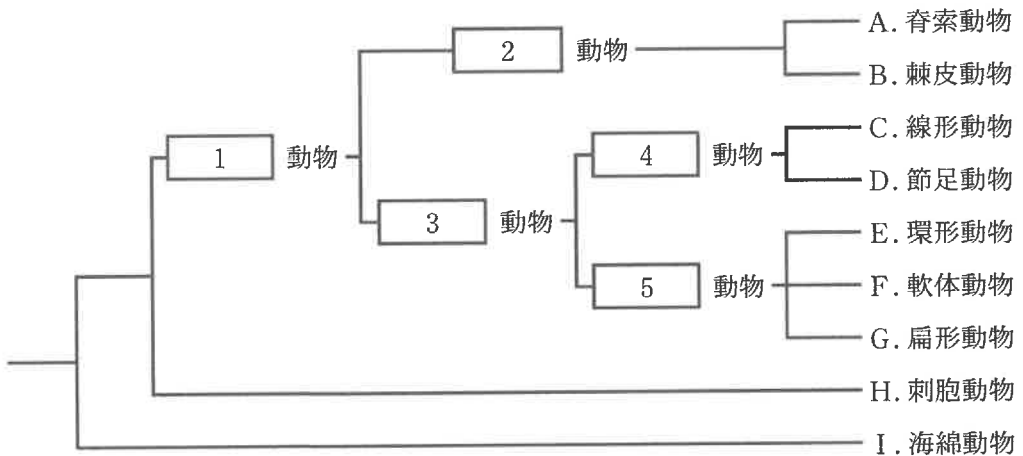 A. 脊索動物
2 動物
B. 棘皮動物
C. 線形動物
1 動物
4 動物
D. 節足動物
3 動物
E. 環形動物
5 動物
F. 軟体動物
G. 扁形動物
H. 刺胞動物
I. 海綿動物